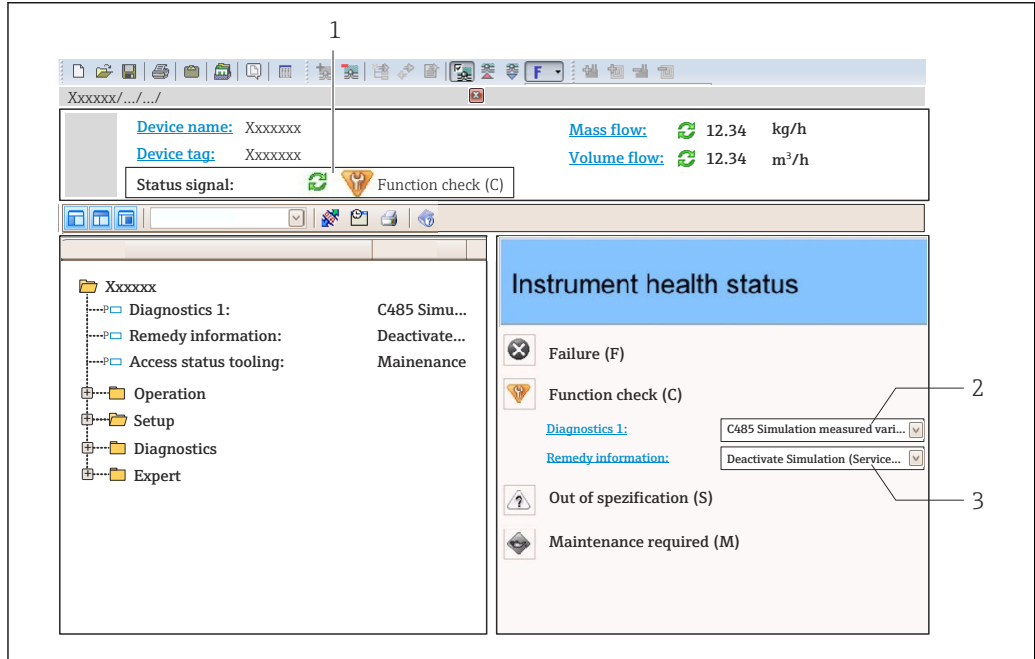 1
F
Xxxxxx/.../.../
Device name: Xxxxxxx
Mass flow: 12.34 kg/h
Device tag: Xxxxxxx
Volume flow: 12.34 m³/h
Status signal: Function check (C)
Xxxxxx
Instrument health status
P Diagnostics 1: C485 Simu...
P Remedy information: Deactivate...
P Access status tooling: Mainenance
Operation
Setup
Diagnostics
Expert
Failure (F)
Function check (C)
2
Diagnostics 1: C485 Simulation measured vari...
Remedy information: Deactivate Simulation (Service...
Out of spezification (S)
3
Maintenance required (M)